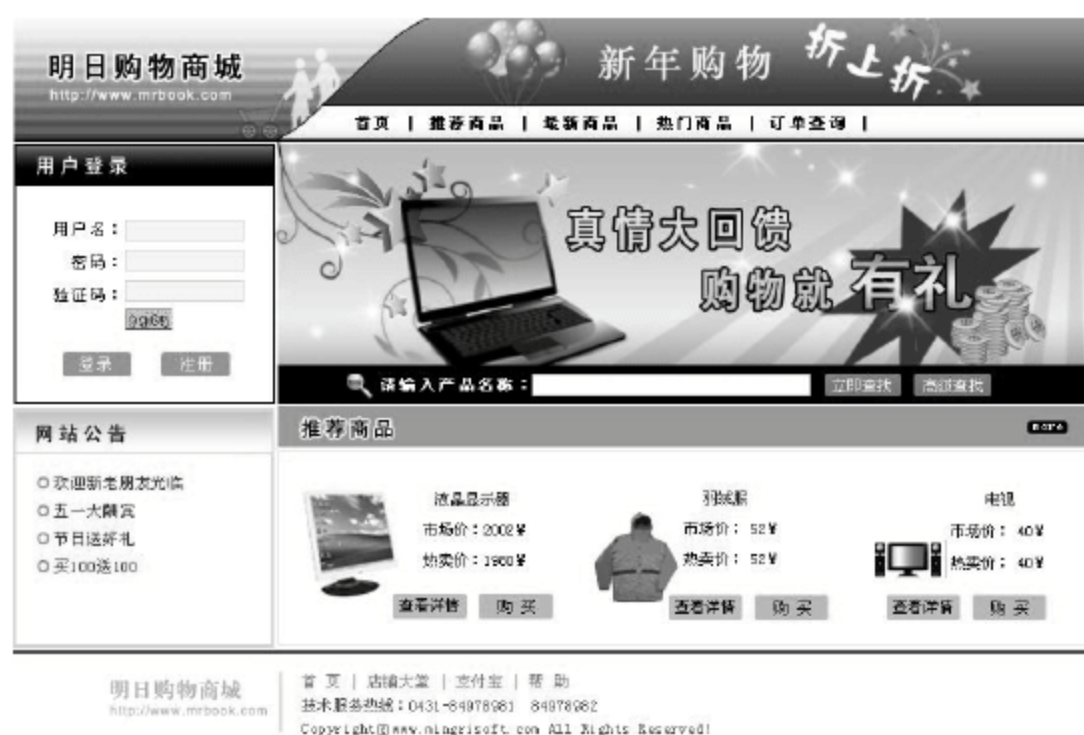 明日购物商城
http://www.mrbook.com
新年购物 折上折
首页 | 推荐商品 | 最新商品 | 热门商品 | 订单查询 |
用户登录
用户名：
密码：
验证码：
登录 注册
真情大回馈
购物就有礼
请输入产品名称：
立即查找 高级查找
网站公告
欢迎新老朋友光临
五一大酬宾
节日送好礼
买100送100
推荐商品
more
液晶显示器
市场价：2002¥
热卖价：1980¥
查看详情 购买
羽绒服
市场价：52¥
热卖价：52¥
查看详情 购买
电视
市场价：40¥
热卖价：40¥
查看详情 购买
明日购物商城
http://www.mrbook.com
首 页 | 店铺大堂 | 支付宝 | 帮 助
技术服务热线：0431-84978981 84978982
Copyright©www.mingrisoft.com All Rights Reserved!